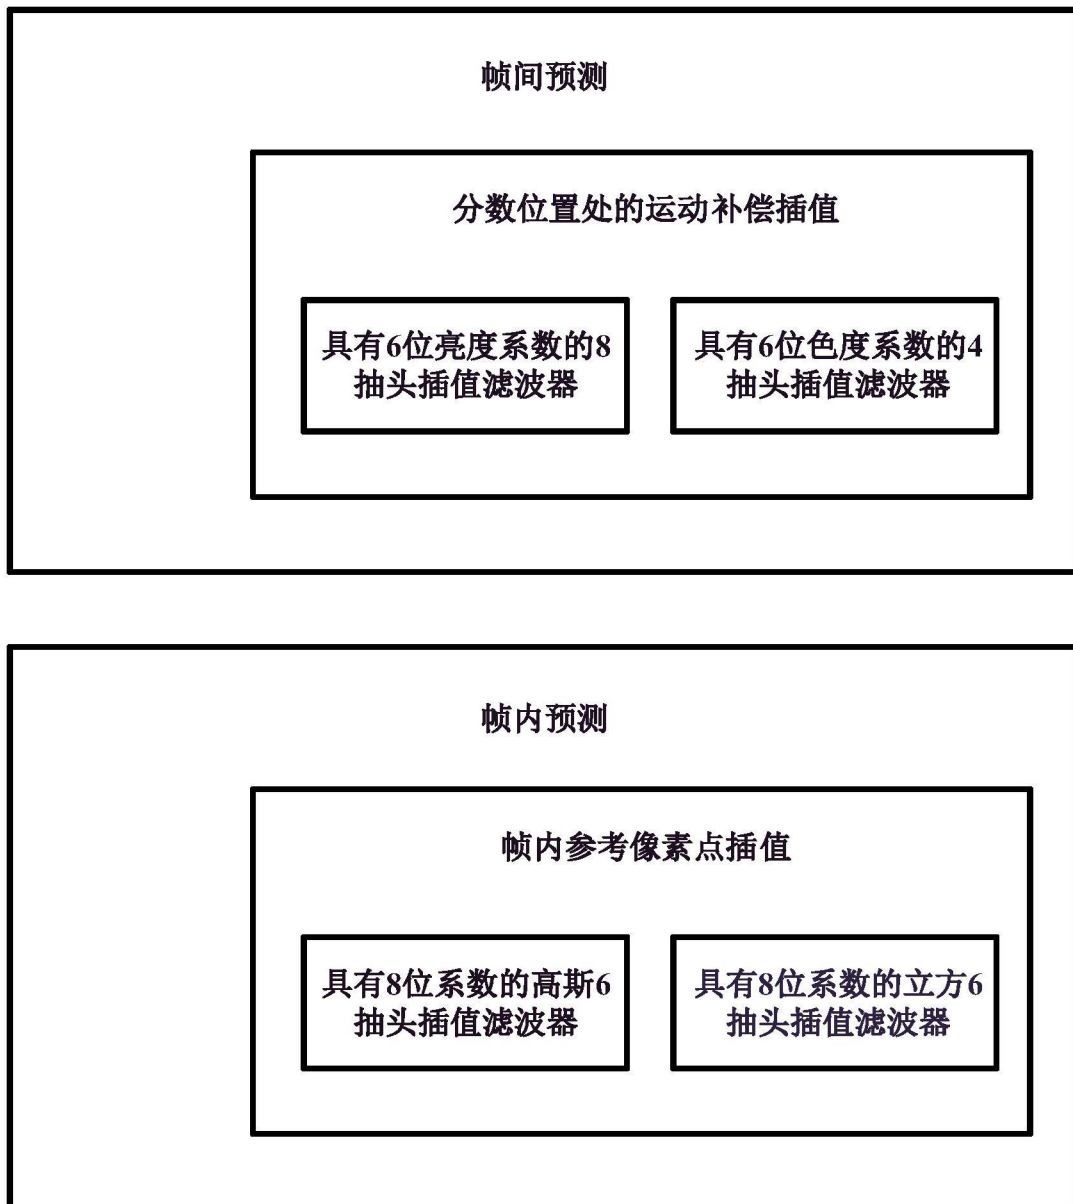 帧间预测
分数位置处的运动补偿插值
具有6位亮度系数的8
抽头插值滤波器
具有6位色度系数的4
抽头插值滤波器
帧内预测
帧内参考像素点插值
具有8位系数的高斯6
抽头插值滤波器
具有8位系数的立方6
抽头插值滤波器